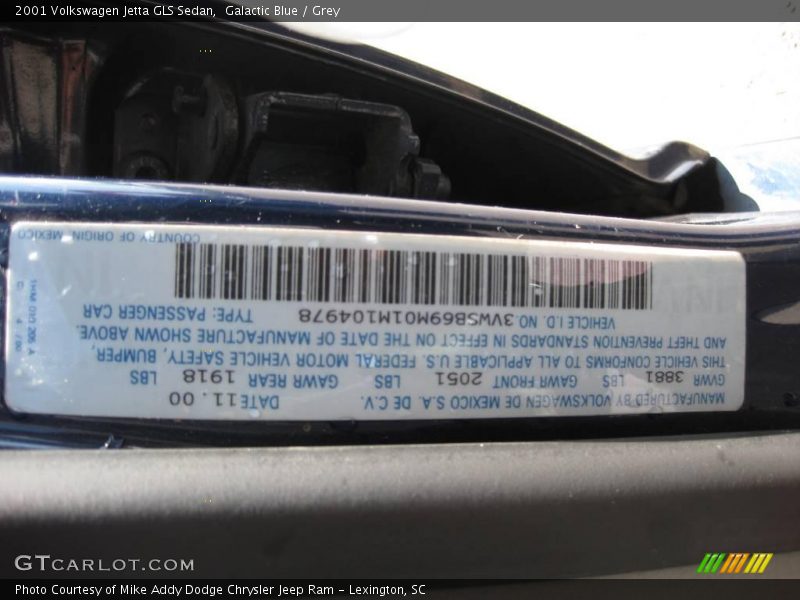 2001 Volkswagen Jetta GLS Sedan, Galactic Blue / Grey
MANUFACTURED BY VOLKSWAGEN DE MEXICO S.A. DE C.V. DATE 11.00
GVWR 3881 LBS GAWR FRONT 2051 LBS GAWR REAR 1918 LBS
THIS VEHICLE CONFORMS TO ALL APPLICABLE U.S. FEDERAL MOTOR VEHICLE SAFETY, BUMPER,
AND THEFT PREVENTION STANDARDS IN EFFECT ON THE DATE OF MANUFACTURE SHOWN ABOVE.
VEHICLE I.D. NO. 3VWSB69M01M104978 TYPE: PASSENGER CAR
COUNTRY OF ORIGIN MEXICO
1HM 010 205 A
GTCARLOT.COM
Photo Courtesy of Mike Addy Dodge Chrysler Jeep Ram – Lexington, SC